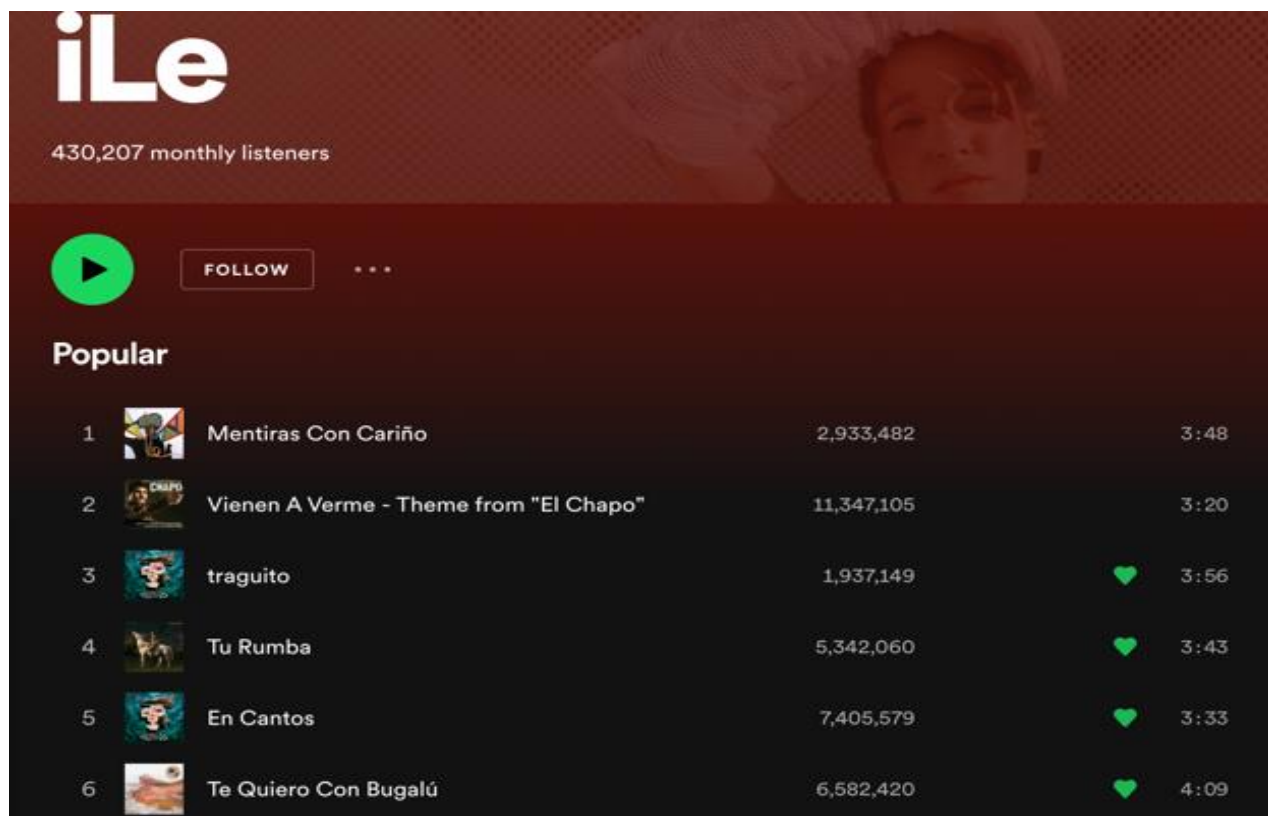 iLe
430,207 monthly listeners
FOLLOW
Popular
1 Mentiras Con Cariño 2,933,482 3:48
CHAPO
2 Vienen A Verme - Theme from "El Chapo" 11,347,105 3:20
3 traguito 1,937,149 3:56
4 Tu Rumba 5,342,060 3:43
5 En Cantos 7,405,579 3:33
6 Te Quiero Con Bugalú 6,582,420 4:09